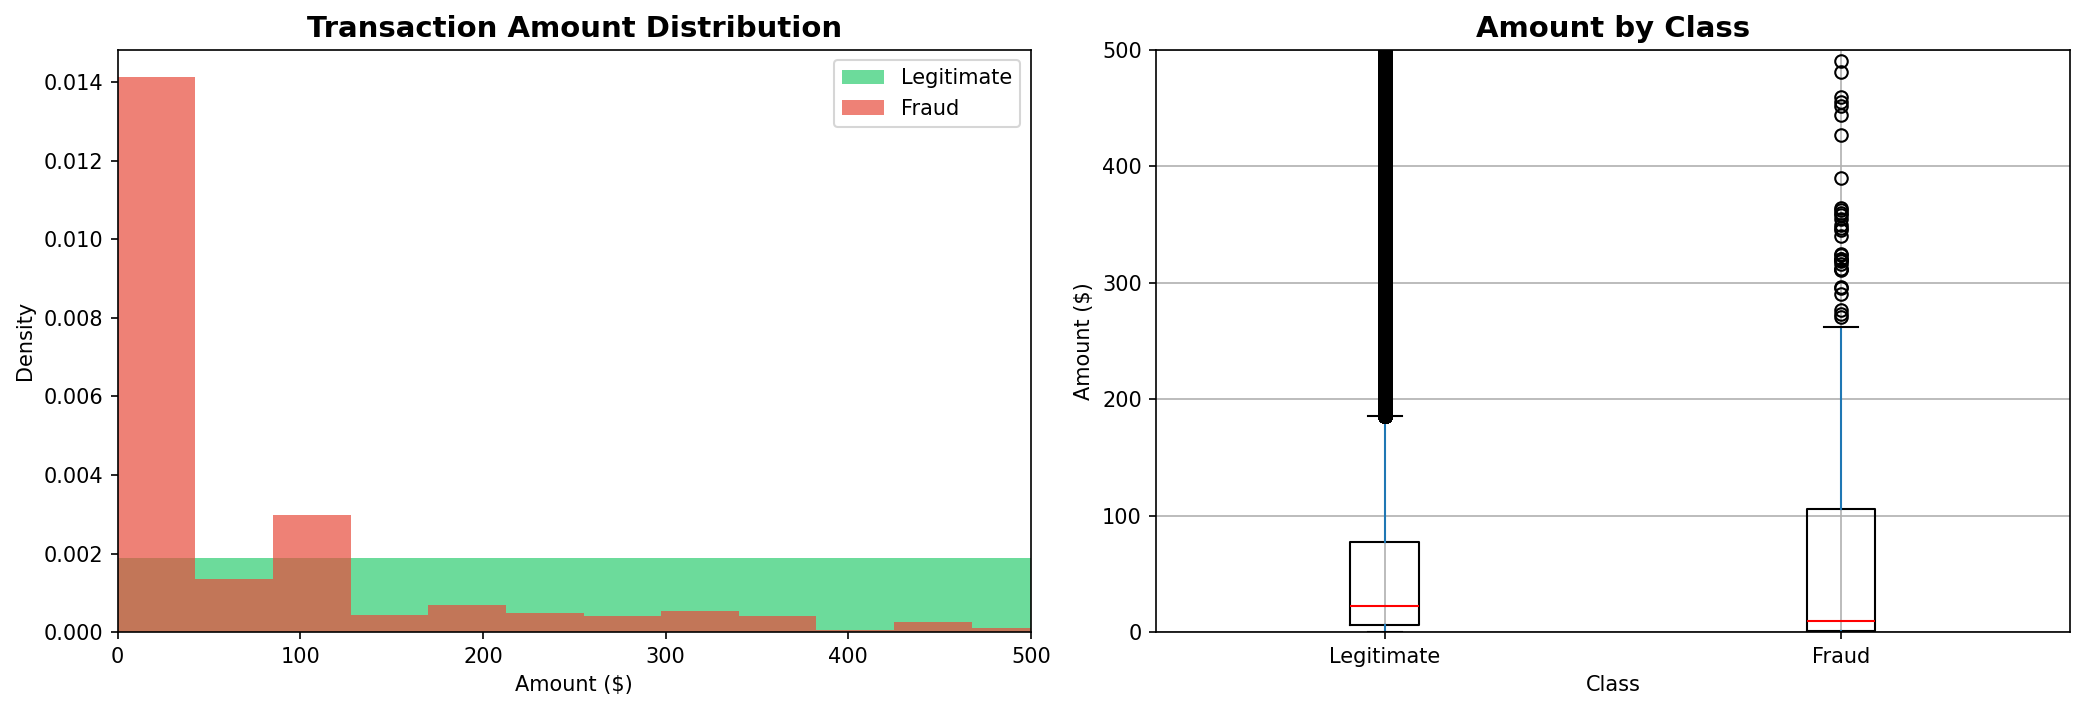 Transaction Amount Distribution
0.014
0.012
0.010
0.008
0.006
0.004
0.002
0.000
Density
0
100
200
300
400
500
Amount ($)
Legitimate
Fraud
Amount by Class
500
400
300
200
100
0
Amount ($)
Legitimate
Fraud
Class